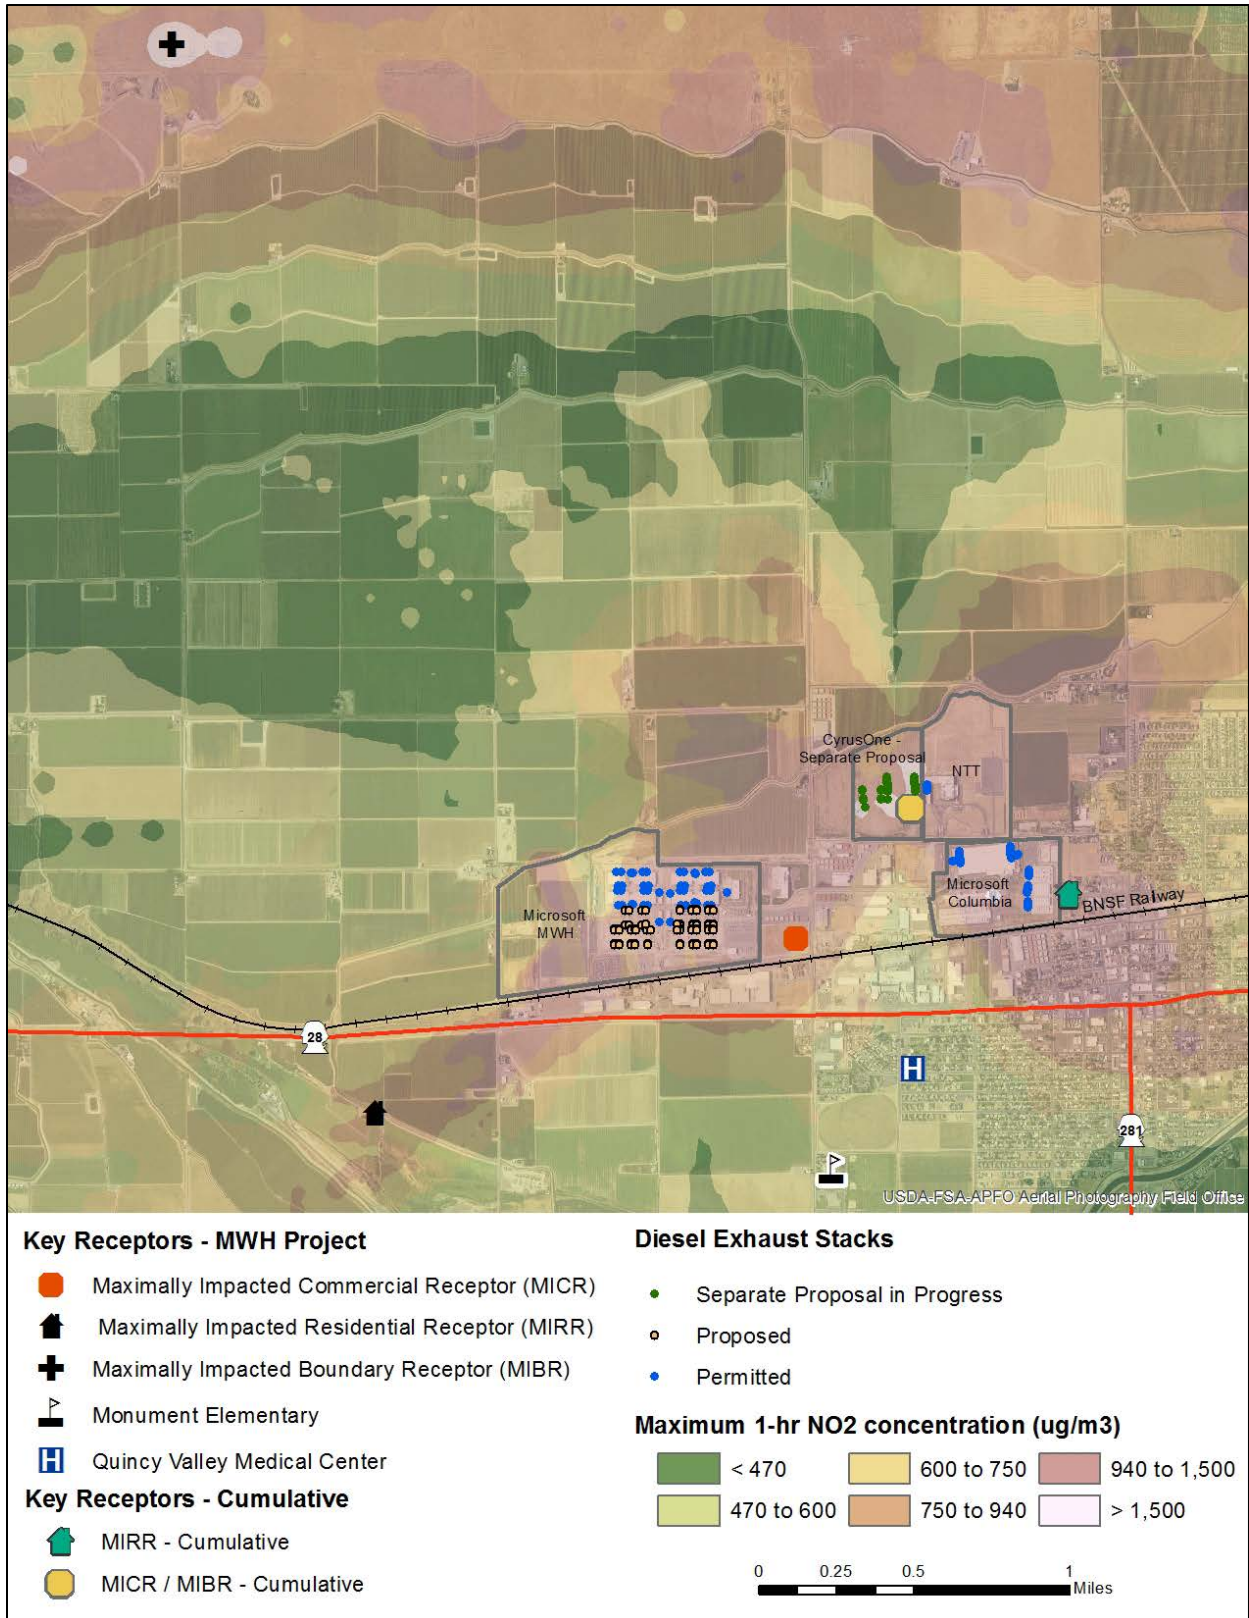 CyrusOne -
Separate Proposal
NTT
Microsoft
MWH
Microsoft
Columbia
BNSF Railway
28
H
281
USDA-FSA-APFO Aerial Photography Field Office
Key Receptors - MWH Project
Maximally Impacted Commercial Receptor (MICR)
Maximally Impacted Residential Receptor (MIRR)
Maximally Impacted Boundary Receptor (MIBR)
Monument Elementary
H Quincy Valley Medical Center
Key Receptors - Cumulative
MIRR - Cumulative
MICR / MIBR - Cumulative
Diesel Exhaust Stacks
Separate Proposal in Progress
Proposed
Permitted
Maximum 1-hr NO2 concentration (ug/m3)
< 470 600 to 750 940 to 1,500
470 to 600 750 to 940 > 1,500
0 0.25 0.5 1
Miles